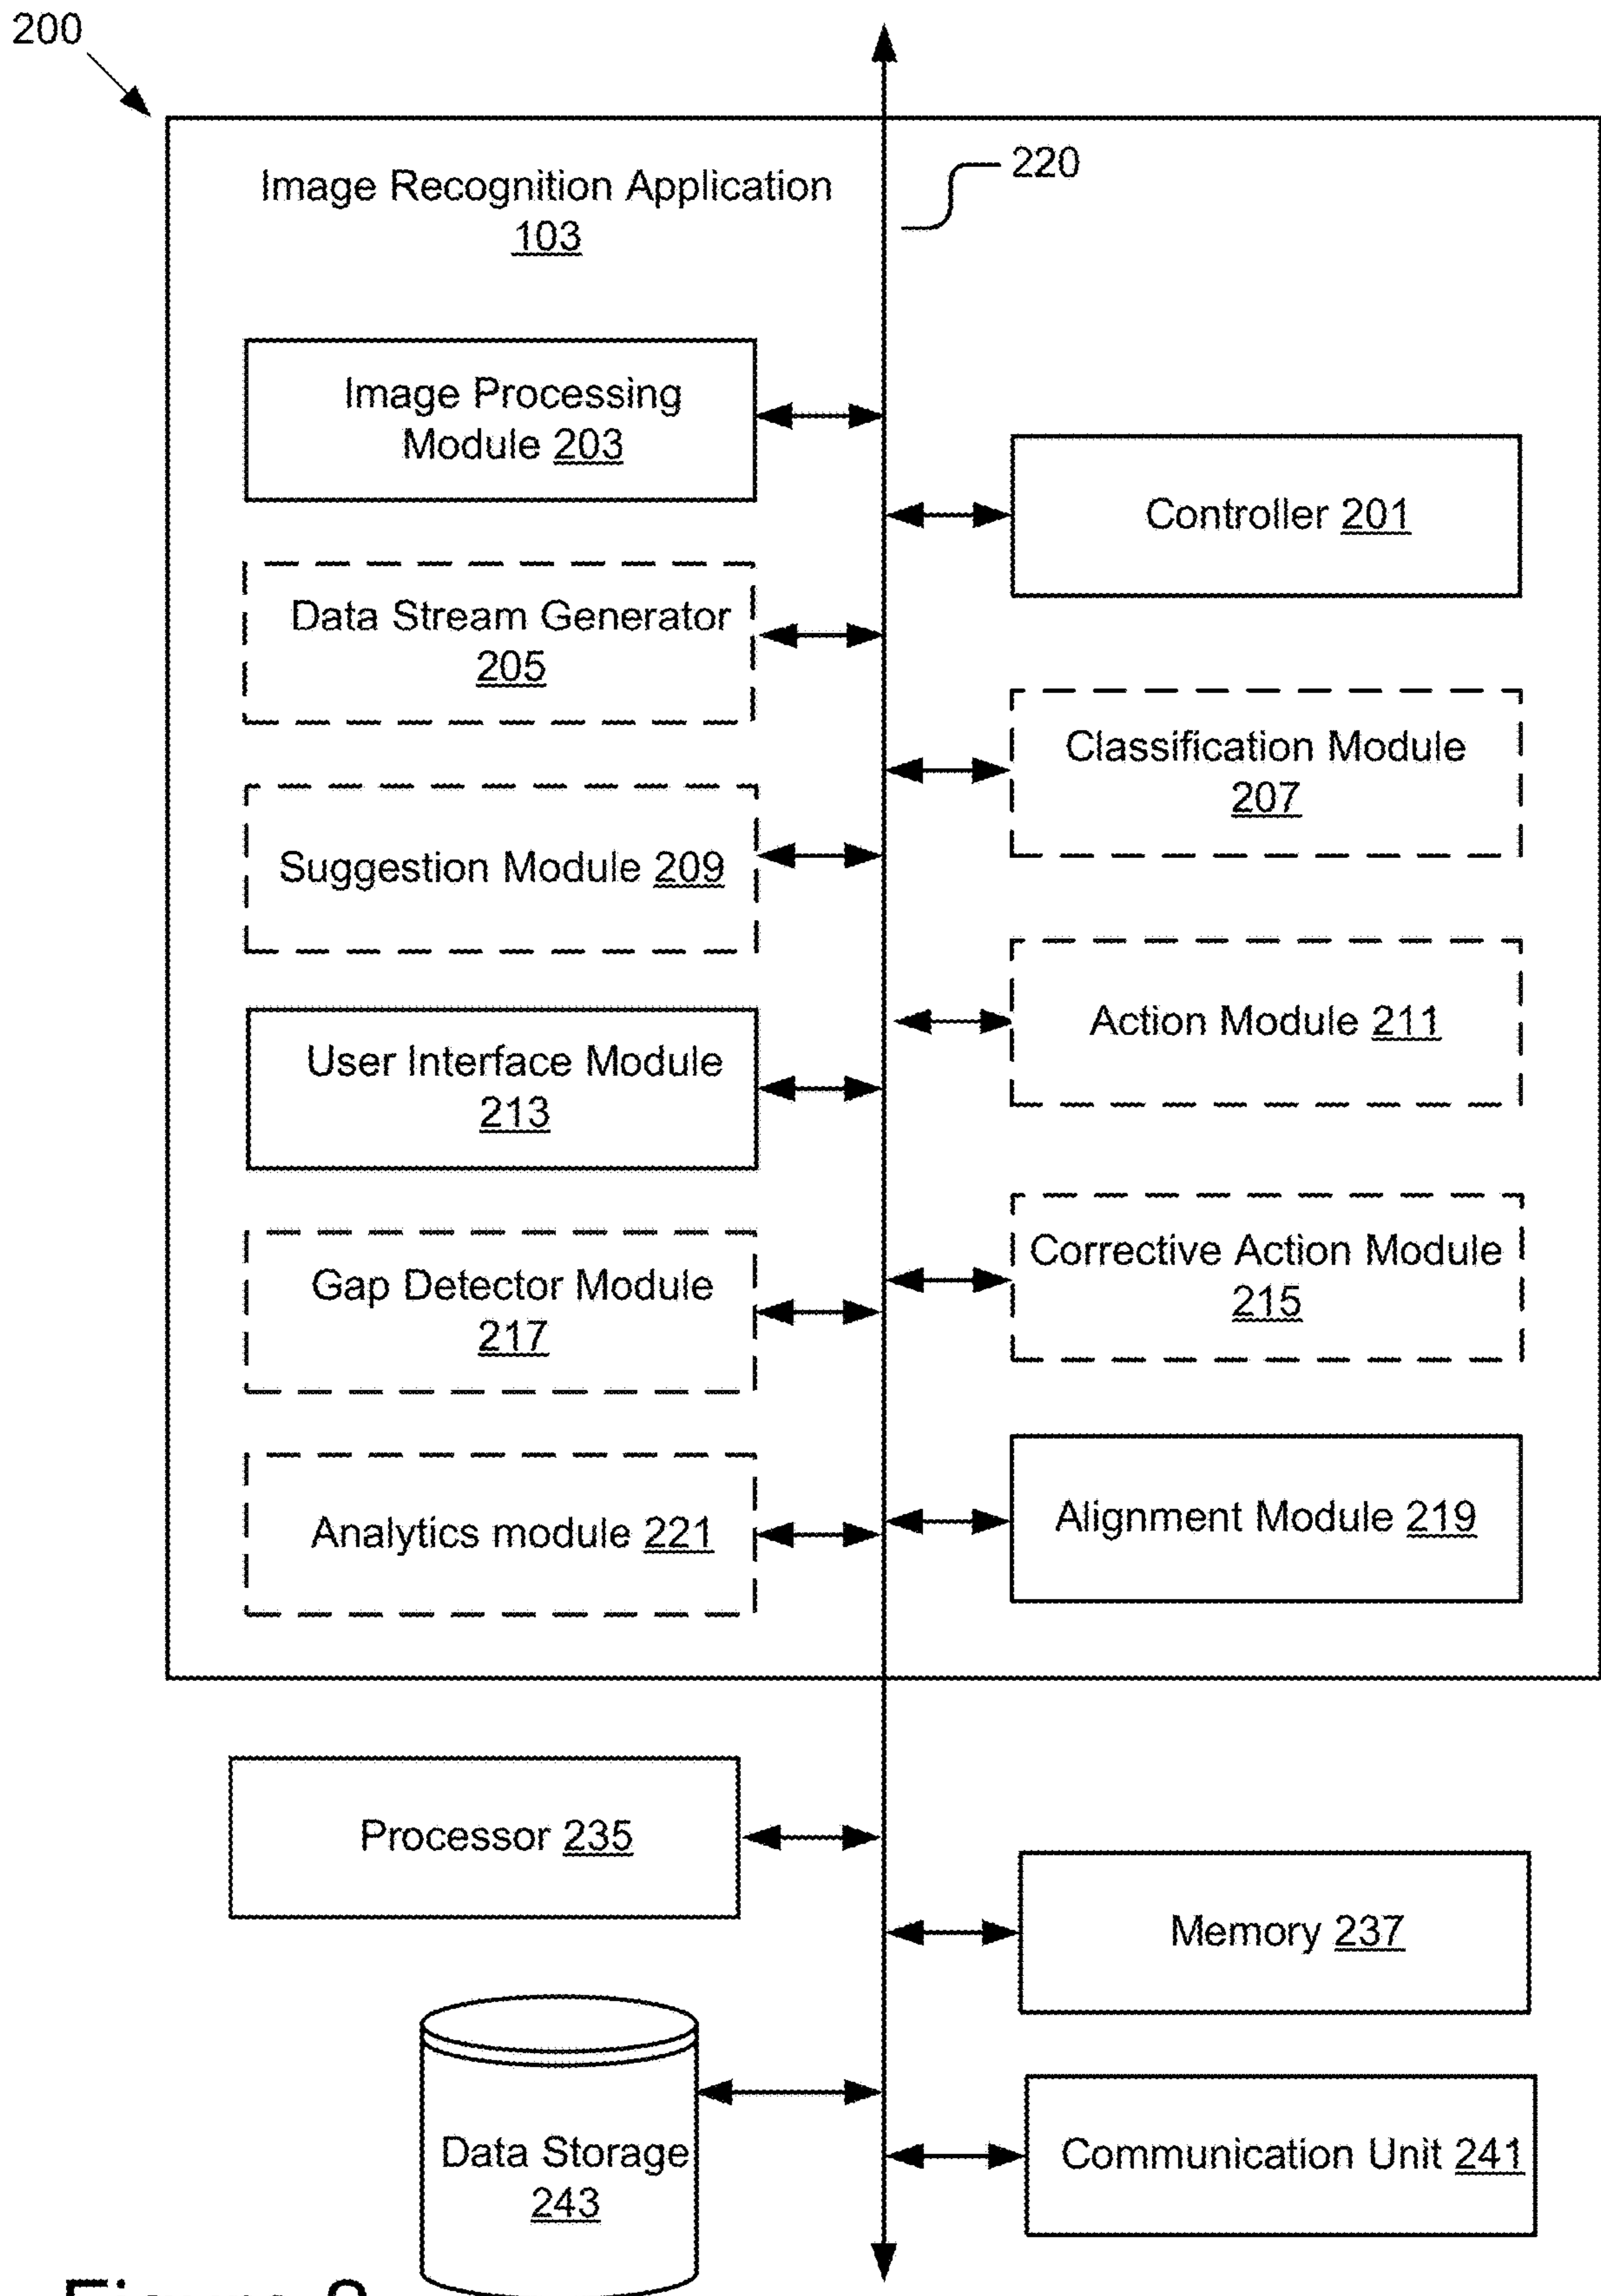 200
220
Image Recognition Application
103
Image Processing
Module 203
Controller 201
Data Stream Generator
205
Classification Module
207
Suggestion Module 209
Action Module 211
User Interface Module
213
Corrective Action Module
215
Gap Detector Module
217
Alignment Module 219
Analytics module 221
Processor 235
Memory 237
Data Storage
243
Communication Unit 241